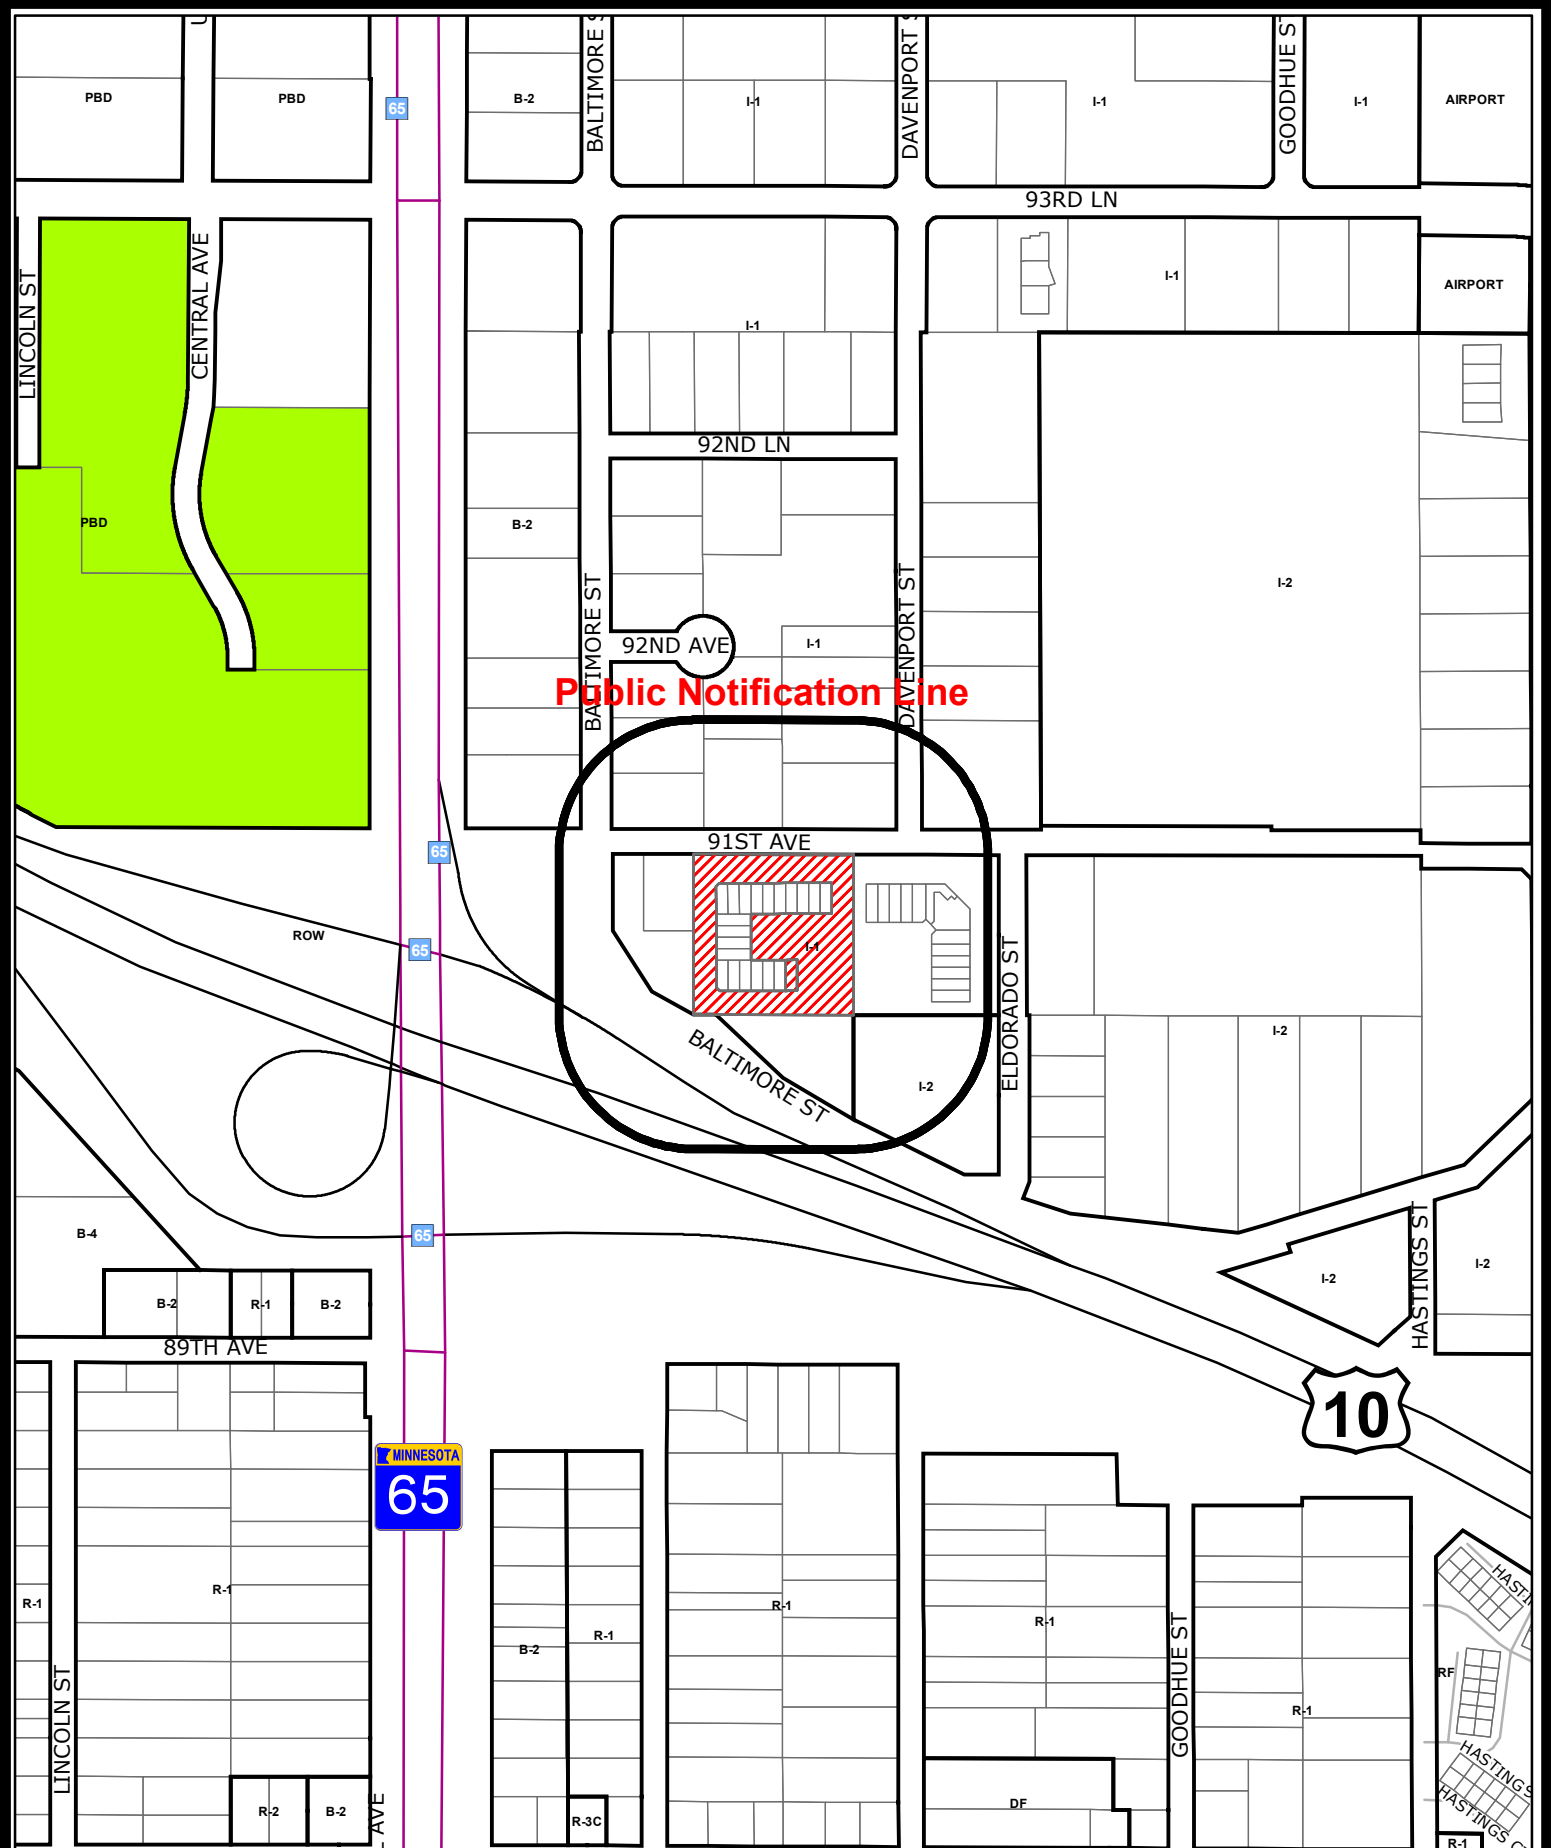 BALTIMORE S
DAVENPORT S
GOODHUE ST
PBD
PBD
65
B-2
I-1
I-1
I-1
AIRPORT
93RD LN
LINCOLN ST
CENTRAL AVE
I-1
AIRPORT
I-1
92ND LN
PBD
B-2
I-2
BALTIMORE ST
DAVENPORT ST
92ND AVE
I-1
Public Notification Line
91ST AVE
65
ROW
65
I-1
ELDORADO ST
I-2
BALTIMORE ST
I-2
B-4
65
HASTINGS ST
I-2
I-2
B-2
R-1
B-2
89TH AVE
10
MINNESOTA
65
R-1
R-1
B-2
R-1
R-1
R-1
GOODHUE ST
R-1
HASTIN
RF
LINCOLN ST
HASTINGS
HASTINGS C
R-2
B-2
AVE
R-3C
DF
R-1